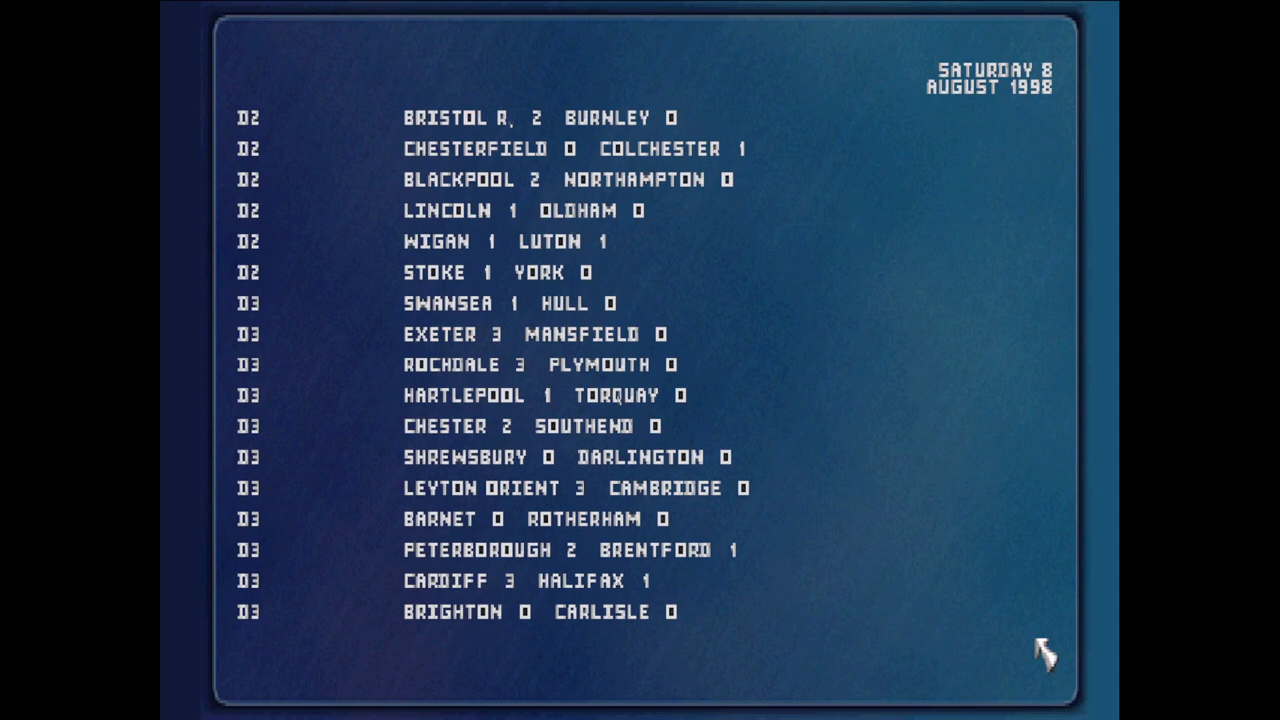 SATURDAY 8
AUGUST 1998
D2 BRISTOL R. 2 BURNLEY 0
D2 CHESTERFIELD 0 COLCHESTER 1
D2 BLACKPOOL 2 NORTHAMPTON 0
D2 LINCOLN 1 OLDHAM 0
D2 WIGAN 1 LUTON 1
D2 STOKE 1 YORK 0
D3 SWANSEA 1 HULL 0
D3 EXETER 3 MANSFIELD 0
D3 ROCHDALE 3 PLYMOUTH 0
D3 HARTLEPOOL 1 TORQUAY 0
D3 CHESTER 2 SOUTHEND 0
D3 SHREWSBURY 0 DARLINGTON 0
D3 LEYTON ORIENT 3 CAMBRIDGE 0
D3 BARNET 0 ROTHERHAM 0
D3 PETERBOROUGH 2 BRENTFORD 1
D3 CARDIFF 3 HALIFAX 1
D3 BRIGHTON 0 CARLISLE 0